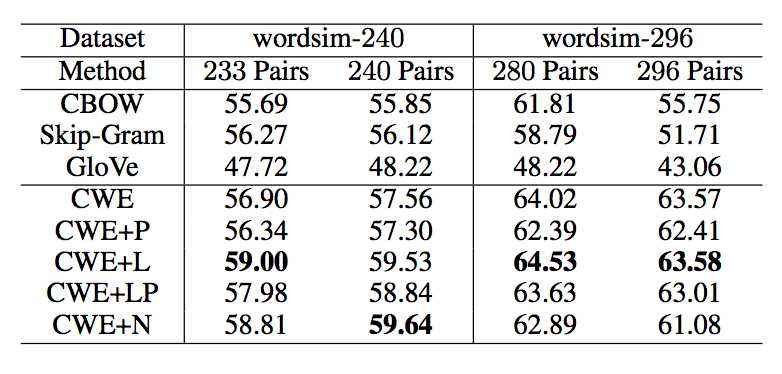 Dataset wordsim-240 wordsim-296
Method 233 Pairs 240 Pairs 280 Pairs 296 Pairs
CBOW 55.69 55.85 61.81 55.75
Skip-Gram 56.27 56.12 58.79 51.71
GloVe 47.72 48.22 48.22 43.06
CWE 56.90 57.56 64.02 63.57
CWE+P 56.34 57.30 62.39 62.41
CWE+L 59.00 59.53 64.53 63.58
CWE+LP 57.98 58.84 63.63 63.01
CWE+N 58.81 59.64 62.89 61.08